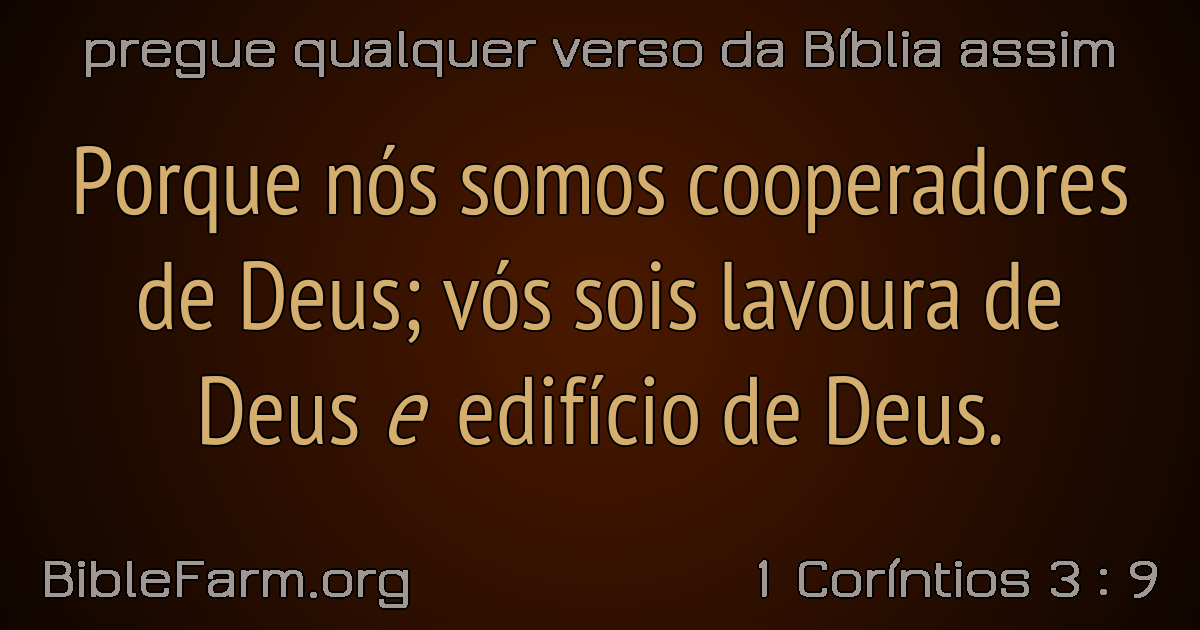 pregue qualquer verso da Bíblia assim
Porque nós somos cooperadores
de Deus; vós sois lavoura de
Deus e edifício de Deus.
BibleFarm.org
1 Coríntios 3 : 9